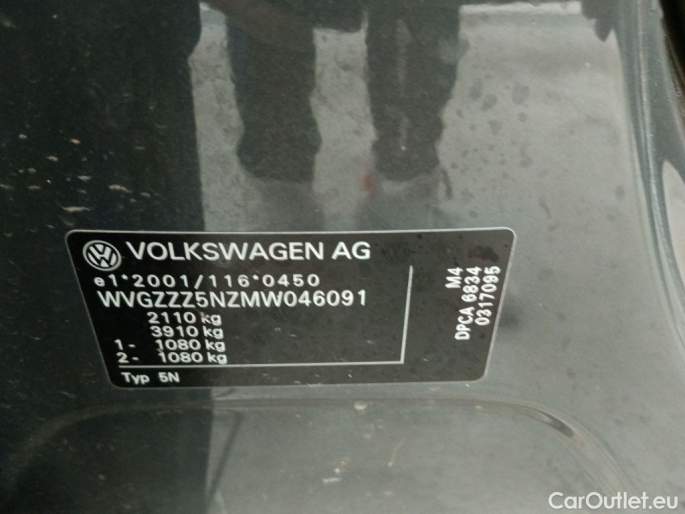 VOLKSWAGEN AG
e1*2001/116*0450
WVGZZZ5NZMW046091
2110 kg
3910 kg
1- 1080 kg
2- 1080 kg
Typ 5N
M4
DPCA 6834
0317095
CarOutlet.eu